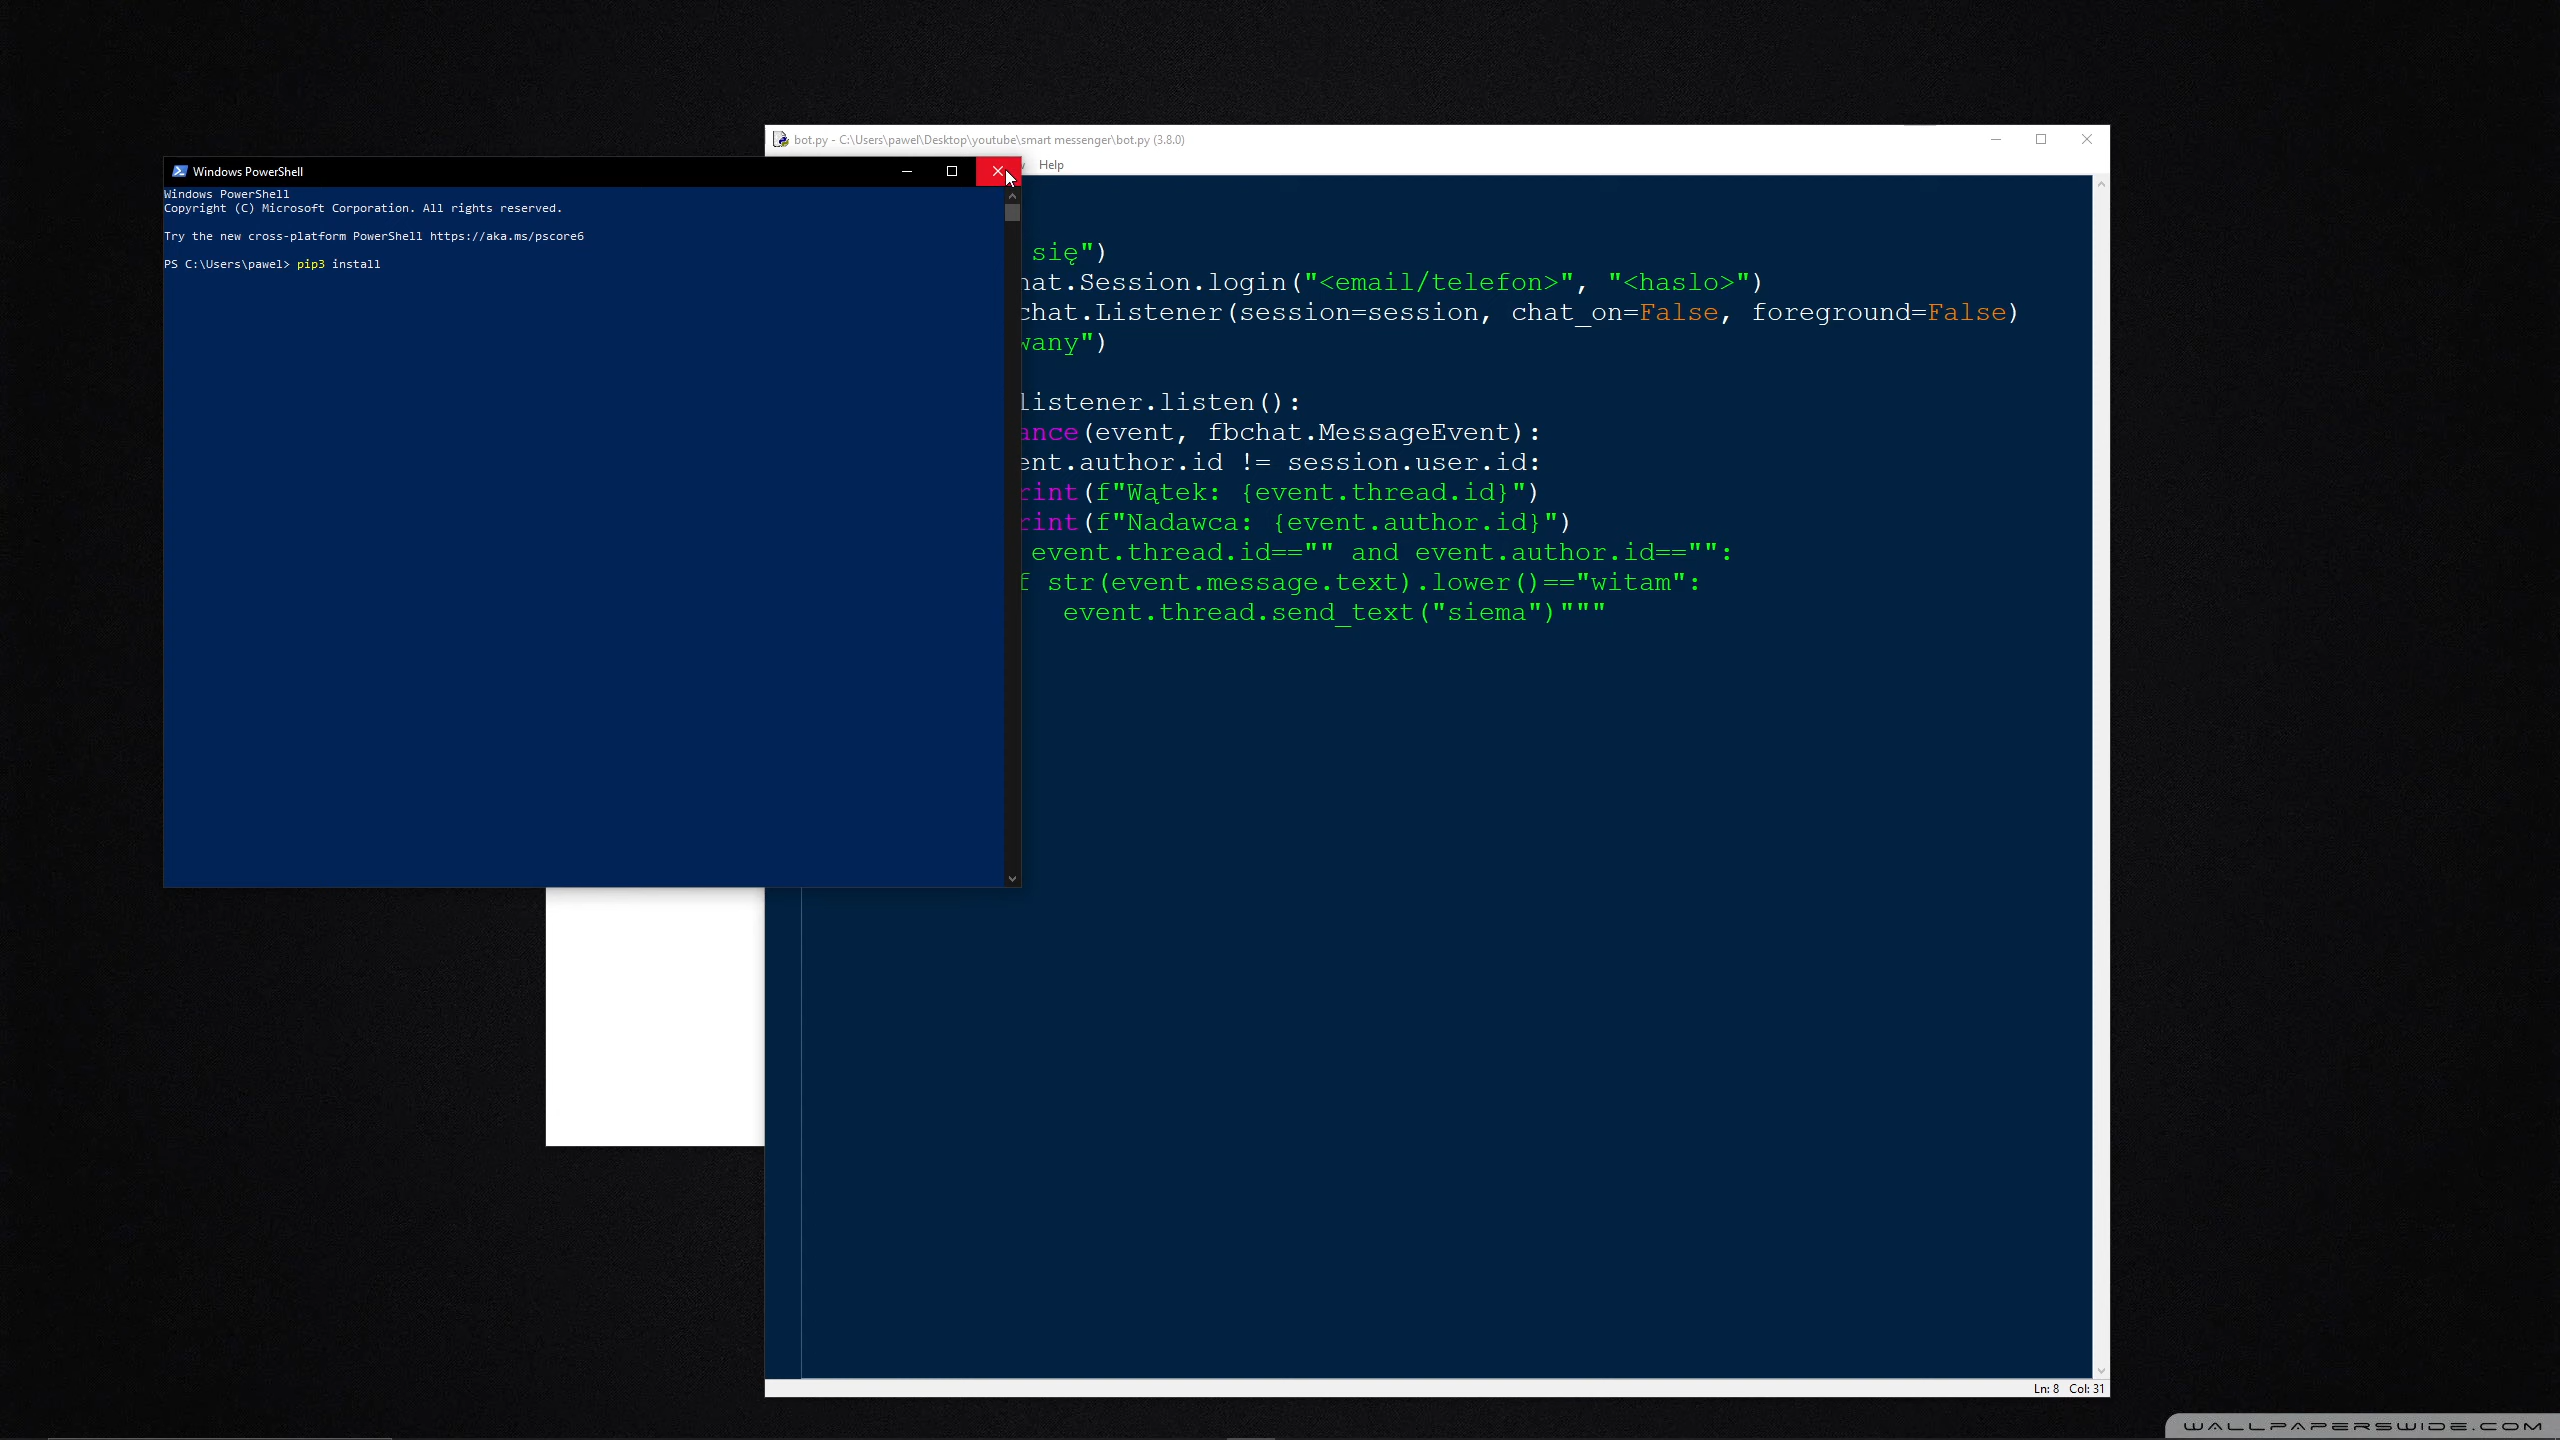 bot.py - C:\Users\pawel\Desktop\youtube\smart messenger\bot.py (3.8.0)
Help
Windows PowerShell
Windows PowerShell
Copyright (C) Microsoft Corporation. All rights reserved.
Try the new cross-platform PowerShell https://aka.ms/pscore6
PS C:\Users\pawel> pip3 install
się")
hat.Session.login("<email/telefon>", "<haslo>")
chat.Listener(session=session, chat_on=False, foreground=False)
wany")
listener.listen():
ance(event, fbchat.MessageEvent):
ent.author.id != session.user.id:
rint(f"Wątek: {event.thread.id}")
rint(f"Nadawca: {event.author.id}")
event.thread.id=="" and event.author.id=="":
f str(event.message.text).lower()=="witam":
event.thread.send_text("siema")"""
Ln: 8 Col: 31
WALLPAPERSWIDE.COM